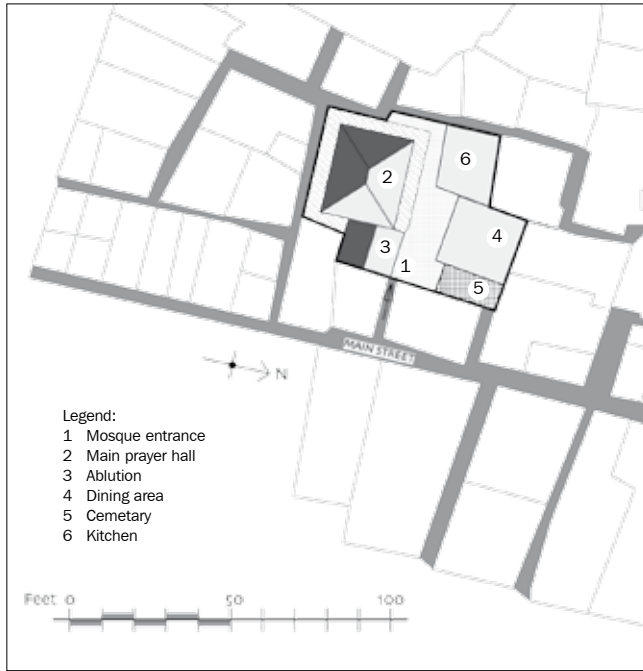 6
2
4
3
1
5
MAIN STREET
N
Legend:
1 Mosque entrance
2 Main prayer hall
3 Ablution
4 Dining area
5 Cemetary
6 Kitchen
Feet 0 50 100